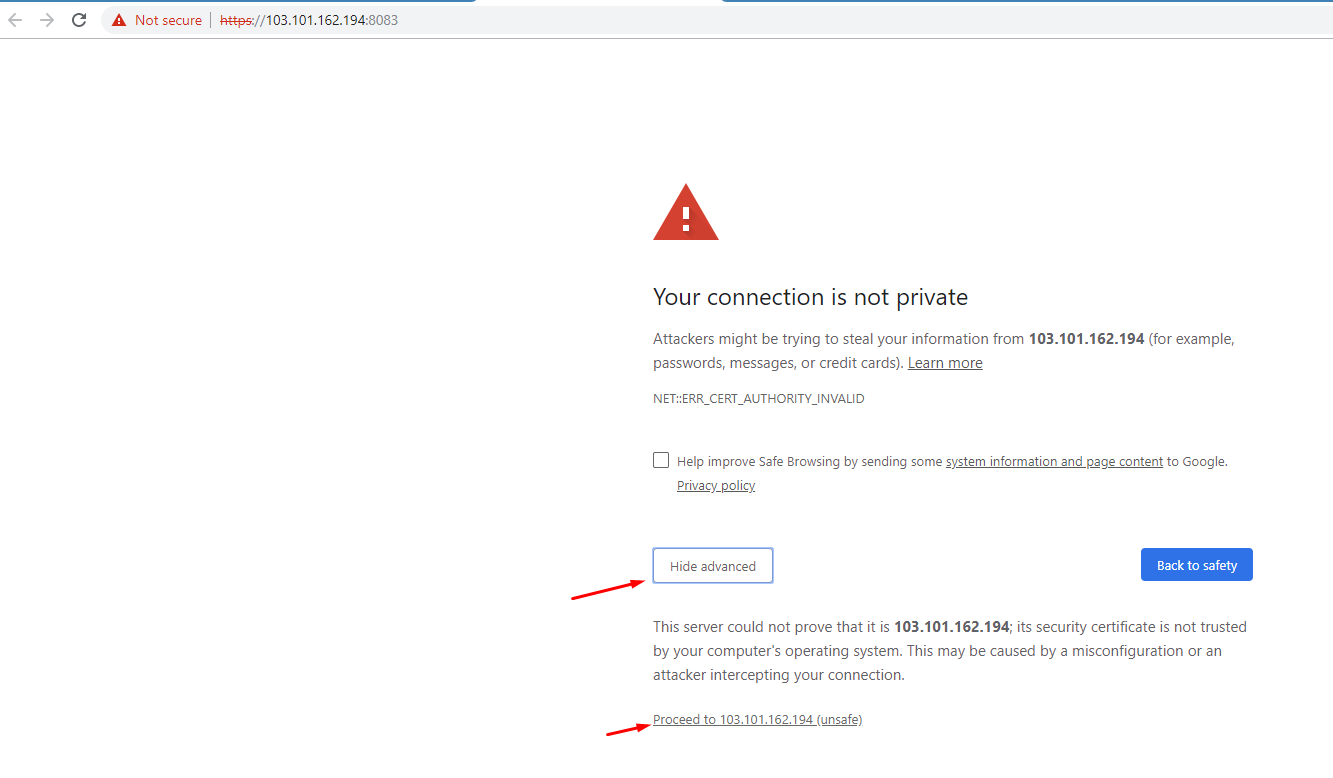 Not secure | https://103.101.162.194:8083
Your connection is not private
Attackers might be trying to steal your information from 103.101.162.194 (for example,
passwords, messages, or credit cards). Learn more
NET::ERR_CERT_AUTHORITY_INVALID
Help improve Safe Browsing by sending some system information and page content to Google.
Privacy policy
Hide advanced
Back to safety
This server could not prove that it is 103.101.162.194; its security certificate is not trusted
by your computer's operating system. This may be caused by a misconfiguration or an
attacker intercepting your connection.
Proceed to 103.101.162.194 (unsafe)